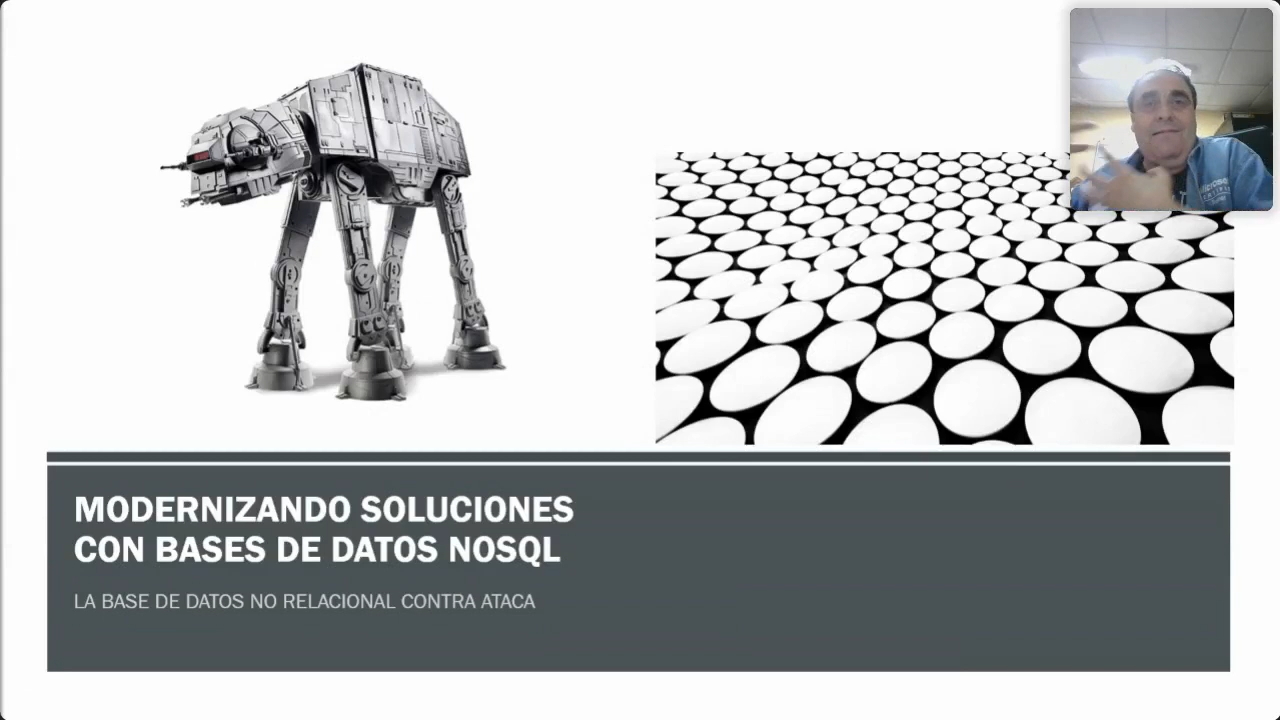 MODERNIZANDO SOLUCIONES
CON BASES DE DATOS NOSQL
LA BASE DE DATOS NO RELACIONAL CONTRA ATACA